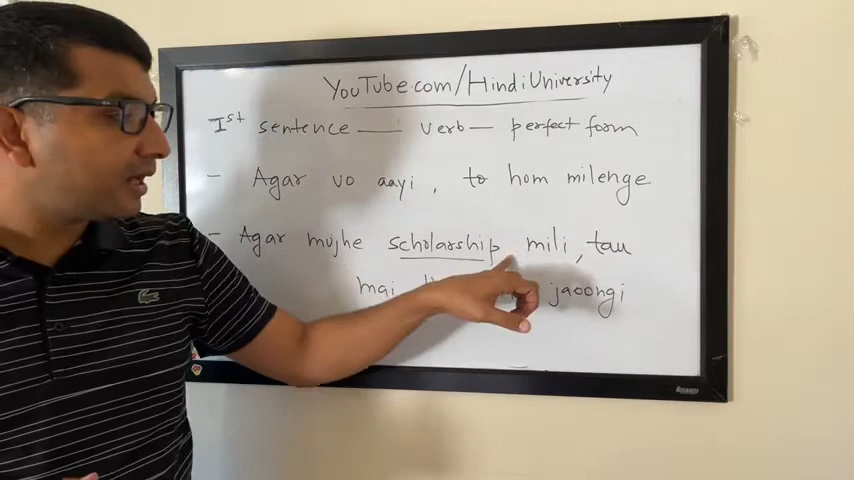 YouTube.com/HindiUniversity
Ist sentence — verb — perfect form
- Agar vo aayi, to hom milenge
- Agar mujhe scholarship mili, tau
mai jaoongi